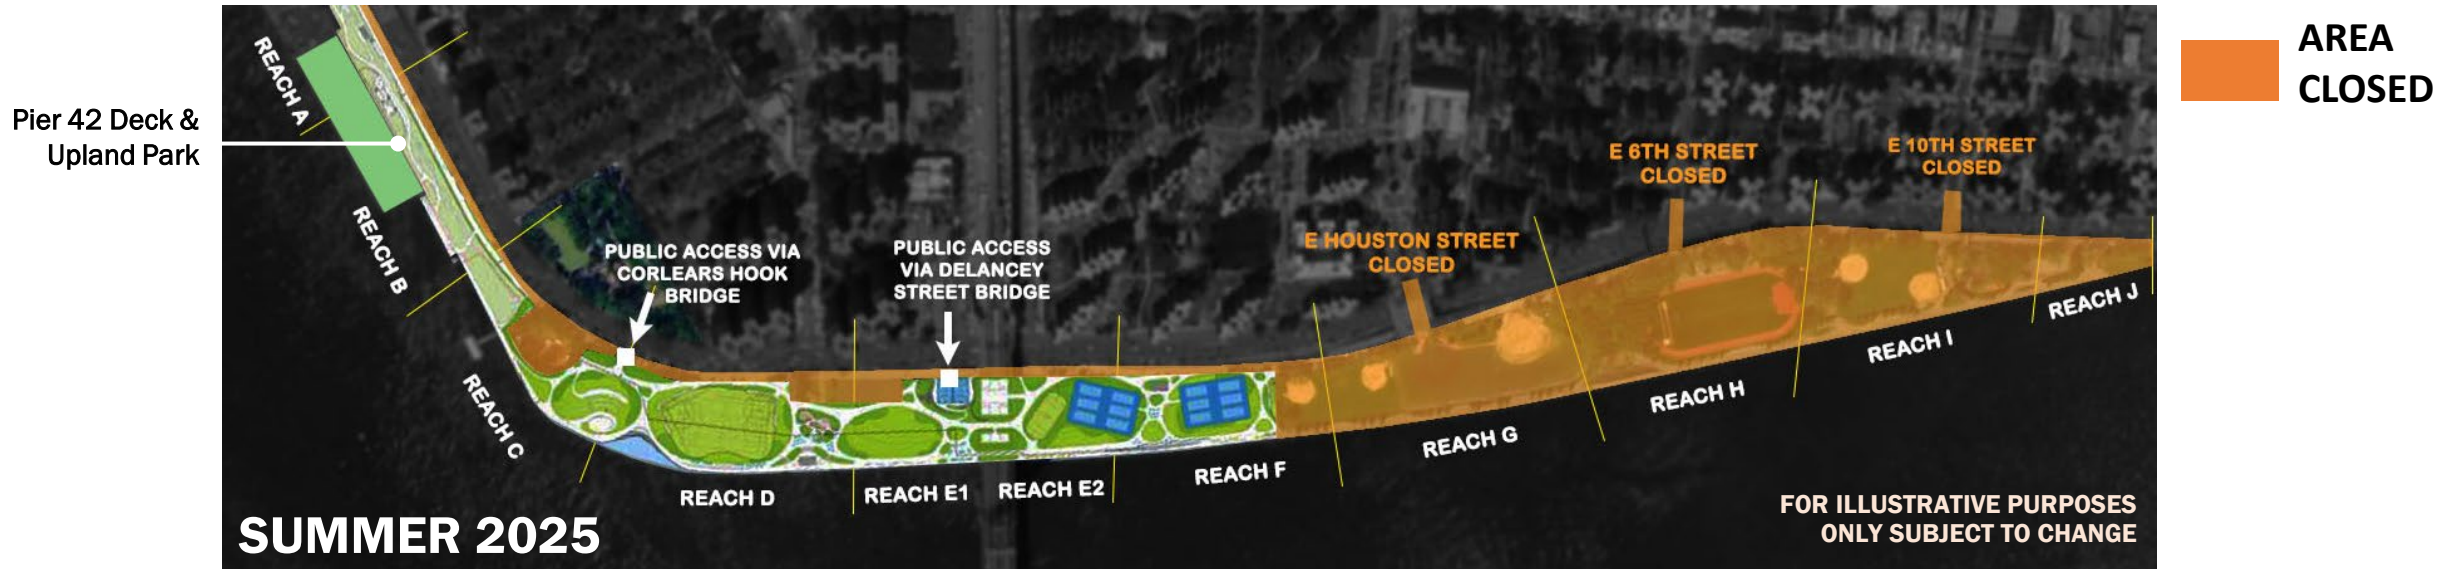 AREA
CLOSED
Pier 42 Deck &
Upland Park
REACH A
REACH B
REACH C
PUBLIC ACCESS VIA
CORLEARS HOOK
BRIDGE
PUBLIC ACCESS
VIA DELANCEY
STREET BRIDGE
E HOUSTON STREET
CLOSED
E 6TH STREET
CLOSED
E 10TH STREET
CLOSED
REACH D
REACH E1
REACH E2
REACH F
REACH G
REACH H
REACH I
REACH J
SUMMER 2025
FOR ILLUSTRATIVE PURPOSES
ONLY SUBJECT TO CHANGE